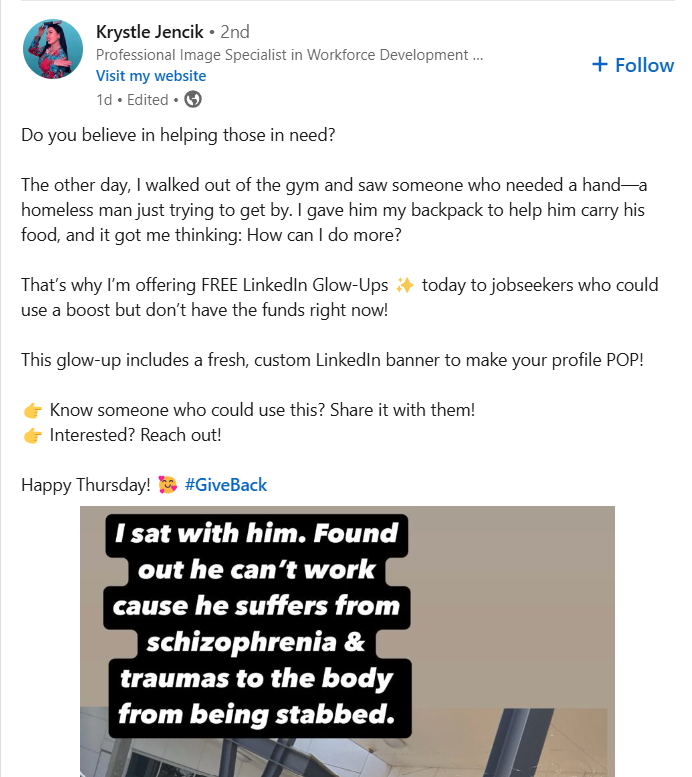 Krystle Jencik • 2nd
Professional Image Specialist in Workforce Development ...
Visit my website
+ Follow
1d • Edited •
Do you believe in helping those in need?
The other day, I walked out of the gym and saw someone who needed a hand—a
homeless man just trying to get by. I gave him my backpack to help him carry his
food, and it got me thinking: How can I do more?
That's why I'm offering FREE LinkedIn Glow-Ups ✨ today to jobseekers who could
use a boost but don't have the funds right now!
This glow-up includes a fresh, custom LinkedIn banner to make your profile POP!
👉 Know someone who could use this? Share it with them!
👉 Interested? Reach out!
Happy Thursday! 🥰 #GiveBack
I sat with him. Found
out he can't work
cause he suffers from
schizophrenia &
traumas to the body
from being stabbed.